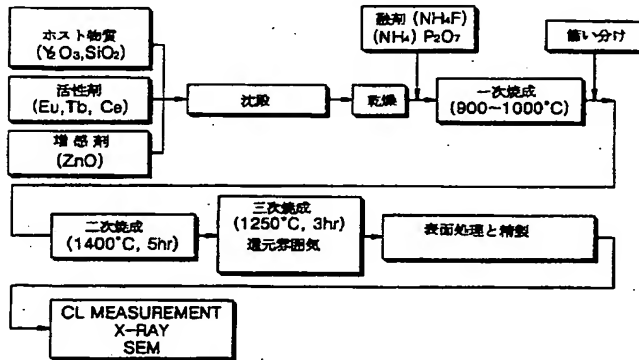 ホスト物質
(Y₂O₃,SiO₂)
活性剤
(Eu,Tb, Ce)
増感剤
(ZnO)
沈殿
乾燥
融剤 (NH₄F)
(NH₄) P₂O₇
一次焼成
(900~1000°C)
篩い分け
二次焼成
(1400°C, 5hr)
三次焼成
(1250°C, 3hr)
還元雰囲気
表面処理と精製
CL MEASUREMENT
X-RAY
SEM